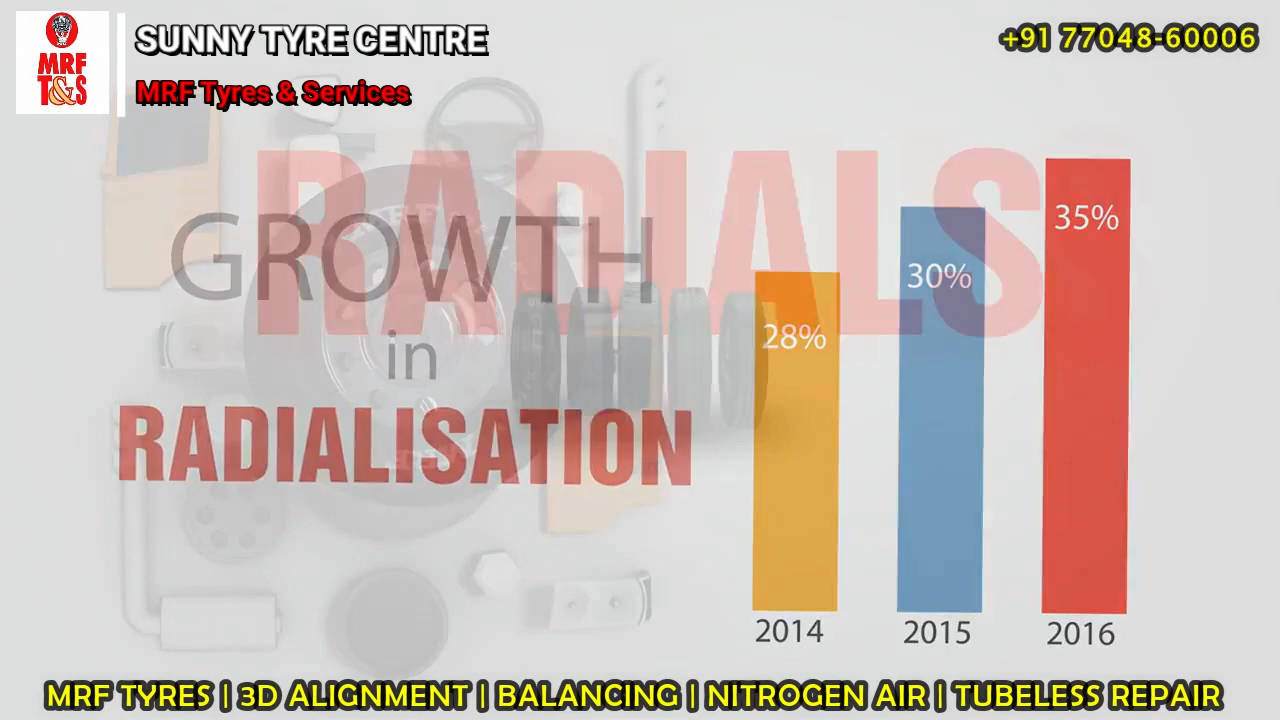 MRF
T&S
SUNNY TYRE CENTRE
MRF Tyres & Services
+91 77048-60006
RADIALS
GROWTH
in
RADIALISATION
28%
30%
35%
2014
2015
2016
MRF TYRES | 3D ALIGNMENT | BALANCING | NITROGEN AIR | TUBELESS REPAIR